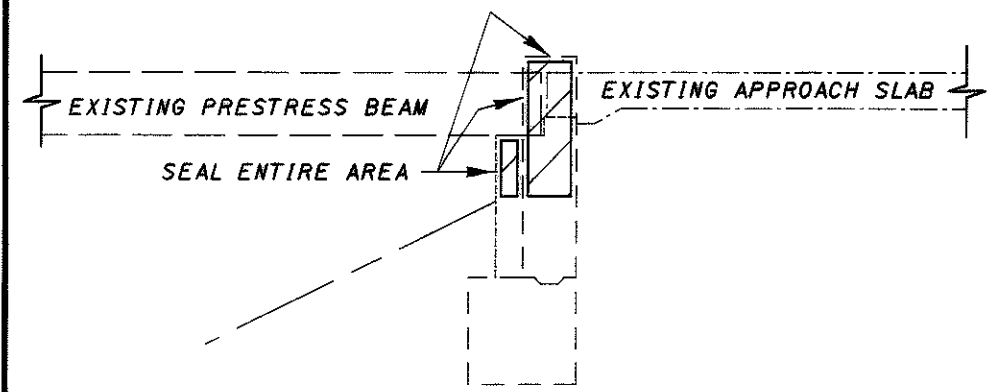 EXISTING PRESTRESS BEAM
EXISTING APPROACH SLAB
SEAL ENTIRE AREA